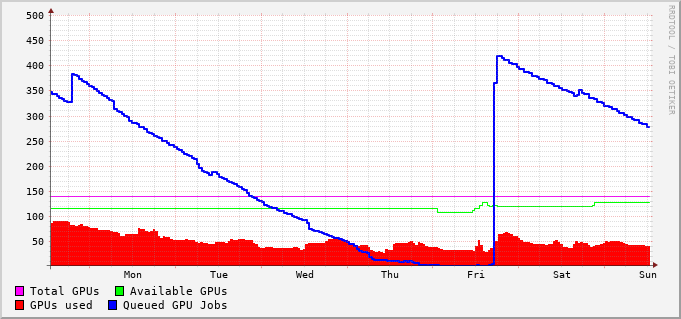 500
450
400
350
300
250
200
150
100
50
Mon Tue Wed Thu Fri Sat Sun
Total GPUs Available GPUs
GPUs used Queued GPU Jobs
RRDTOOL / TOBI OETIKER